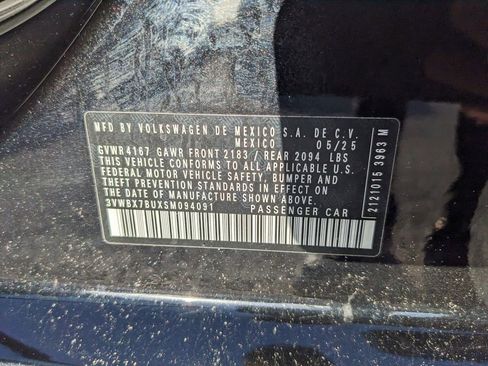 MFD BY VOLKSWAGEN DE MEXICO S.A. DE C.V.
MEXICO 05/25
GVWR 4167 GAWR FRONT 2183 / REAR 2094 LBS
THIS VEHICLE CONFORMS TO ALL APPLICABLE U.S.
FEDERAL MOTOR VEHICLE SAFETY, BUMPER AND
THEFT PREVENTION STANDARDS IN EFFECT ON
THE DATE OF MANUFACTURE SHOWN ABOVE.
3VWBX7BUXSM094091 PASSENGER CAR
2121015 3963 M